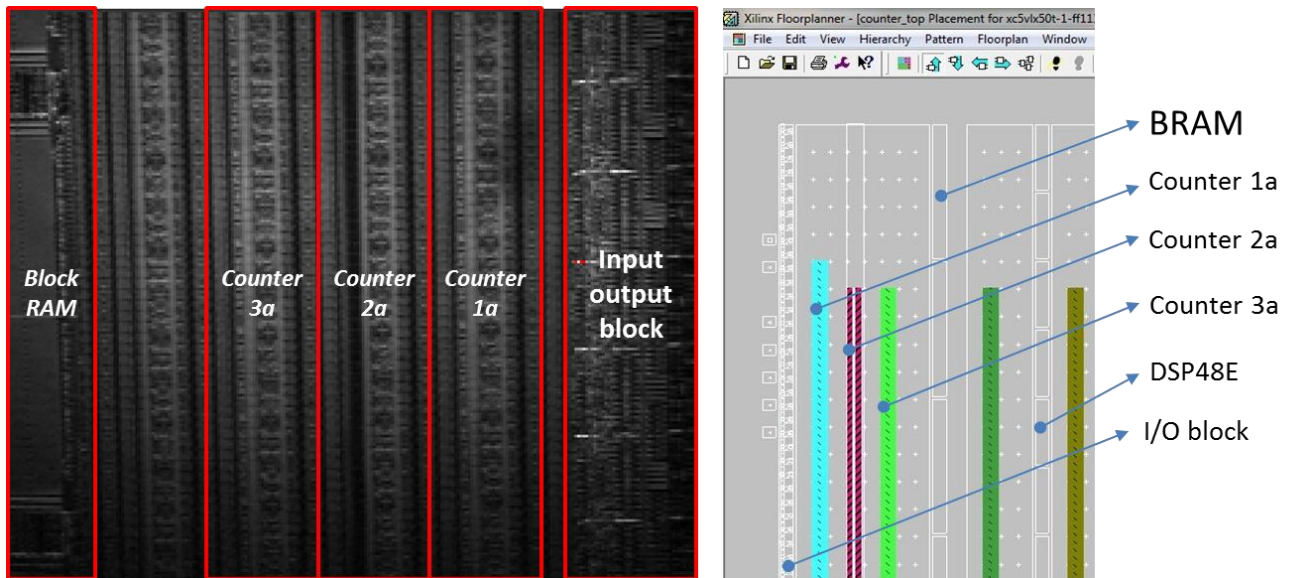 Block
RAM
Counter
3a
Counter
2a
Counter
1a
Input
output
block
Xilinx Floorplanner - [counter_top Placement for xc5vlx50t-1-ff11
File Edit View Hierarchy Pattern Floorplan Window
BRAM
Counter 1a
Counter 2a
Counter 3a
DSP48E
I/O block